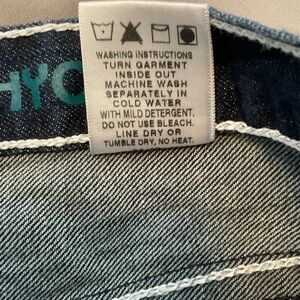 HYC
WASHING INSTRUCTIONS
TURN GARMENT
INSIDE OUT
MACHINE WASH
SEPARATELY IN
COLD WATER
WITH MILD DETERGENT.
DO NOT USE BLEACH.
LINE DRY OR
TUMBLE DRY, NO HEAT.